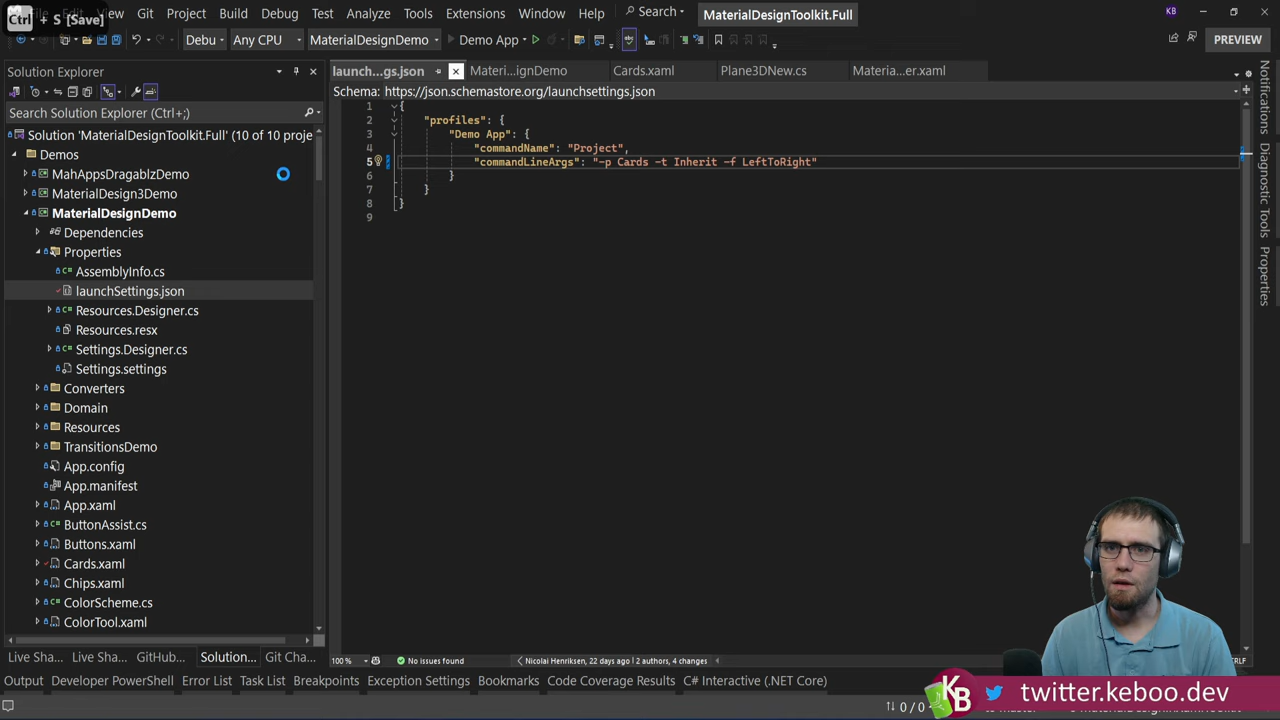 Ctrl + S [Save]
Git Project Build Debug Test Analyze Tools Extensions Window Help Search MaterialDesignToolkit.Full KB
Debug Any CPU MaterialDesignDemo Demo App PREVIEW
Solution Explorer
launch...gs.json Materi...ignDemo Cards.xaml Plane3DNew.cs Materia...er.xaml
Schema: https://json.schemastore.org/launchsettings.json
Search Solution Explorer (Ctrl+;)
Solution 'MaterialDesignToolkit.Full' (10 of 10 proje
Demos
MahAppsDragablzDemo
MaterialDesign3Demo
MaterialDesignDemo
Dependencies
Properties
AssemblyInfo.cs
launchSettings.json
Resources.Designer.cs
Resources.resx
Settings.Designer.cs
Settings.settings
Converters
Domain
Resources
TransitionsDemo
App.config
App.manifest
App.xaml
ButtonAssist.cs
Buttons.xaml
Cards.xaml
Chips.xaml
ColorScheme.cs
ColorTool.xaml
1 {
2 "profiles": {
3 "Demo App": {
4 "commandName": "Project",
5 "commandLineArgs": "-p Cards -t Inherit -f LeftToRight"
6 }
7 }
8 }
9
Notifications
Diagnostic Tools
Properties
Live Sha... Live Sha... GitHub... Solution... Git Cha...
100% No issues found Nicolai Henriksen, 22 days ago | 2 authors, 4 changes CRLF
Output Developer PowerShell Error List Task List Breakpoints Exception Settings Bookmarks Code Coverage Results C# Interactive (.NET Core)
KB twitter.keboo.dev
0 / 0